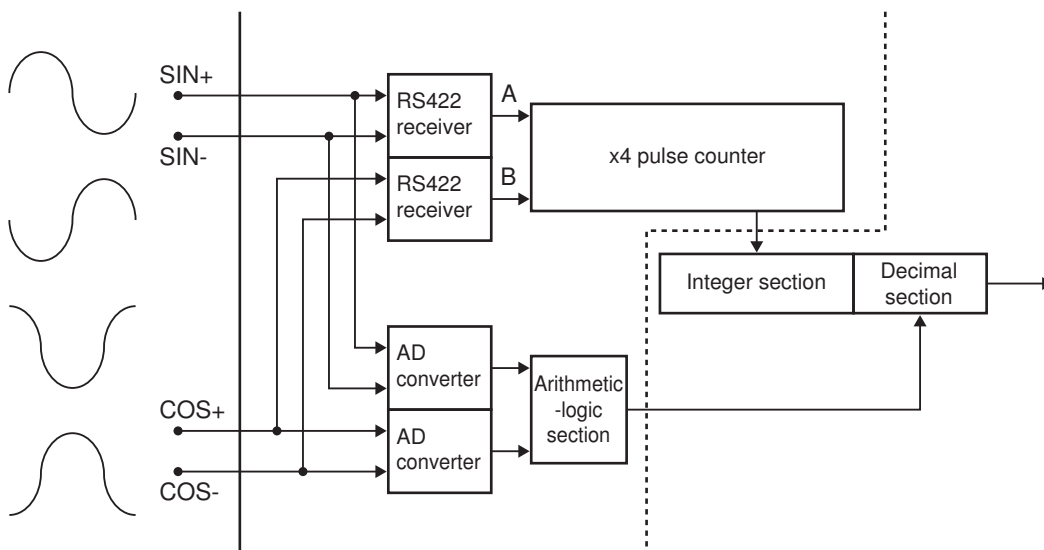 SIN+
SIN-
RS422
receiver
A
RS422
receiver
B
x4 pulse counter
Integer section
Decimal
section
AD
converter
Arithmetic
-logic
section
COS+
AD
converter
COS-